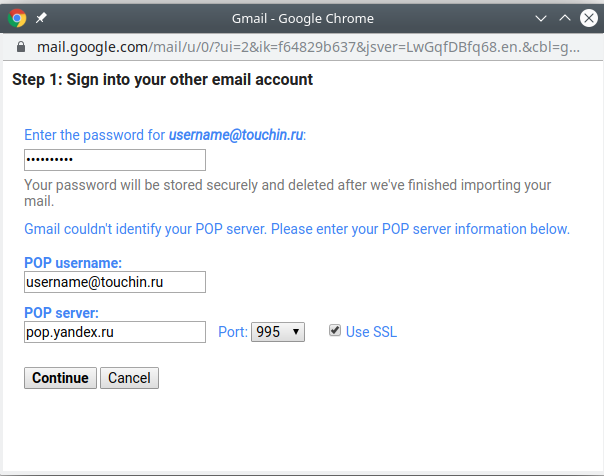 Gmail - Google Chrome
mail.google.com/mail/u/0/?ui=2&ik=f64829b637&jsver=LwGqfDBfq68.en.&cbl=g...
Step 1: Sign into your other email account
Enter the password for username@touchin.ru:
••••••••••
Your password will be stored securely and deleted after we've finished importing your
mail.
Gmail couldn't identify your POP server. Please enter your POP server information below.
POP username:
username@touchin.ru
POP server:
pop.yandex.ru Port: 995 Use SSL
Continue Cancel